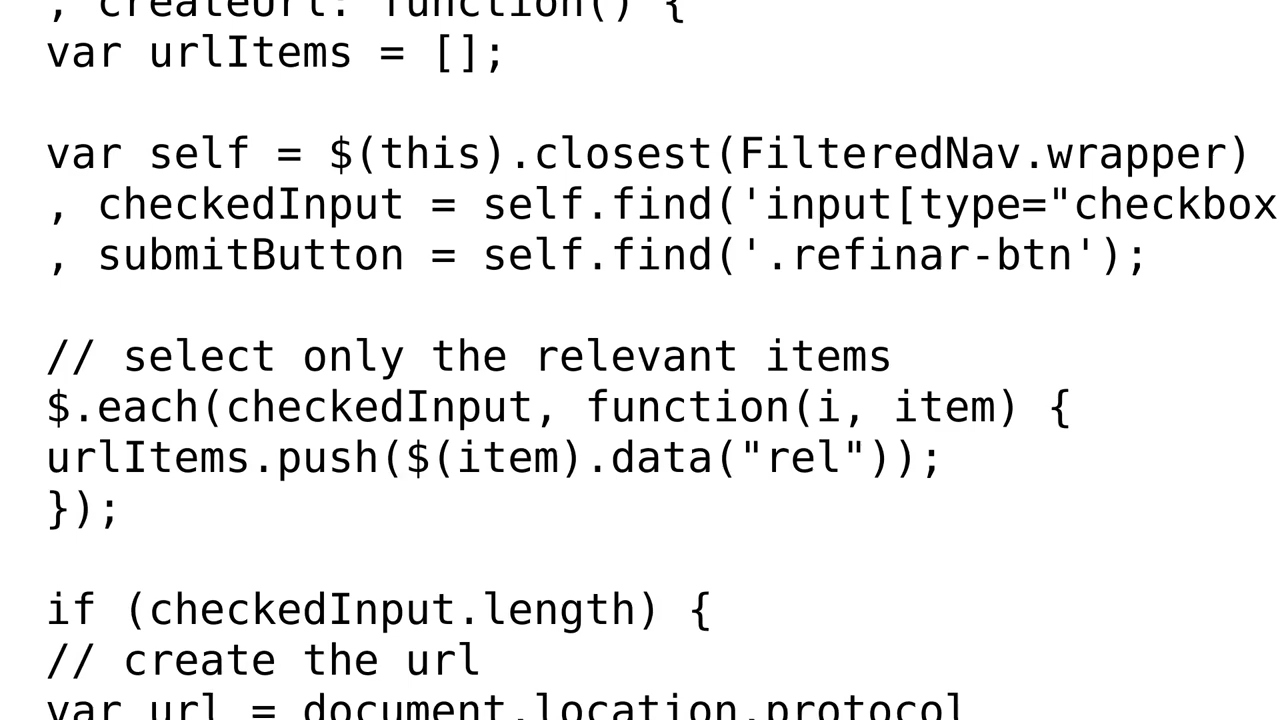 , createUrl: function() {
var urlItems = [];
var self = $(this).closest(FilteredNav.wrapper)
, checkedInput = self.find('input[type="checkbox
, submitButton = self.find('.refinar-btn');
// select only the relevant items
$.each(checkedInput, function(i, item) {
urlItems.push($(item).data("rel"));
});
if (checkedInput.length) {
// create the url
var url = document.location.protocol